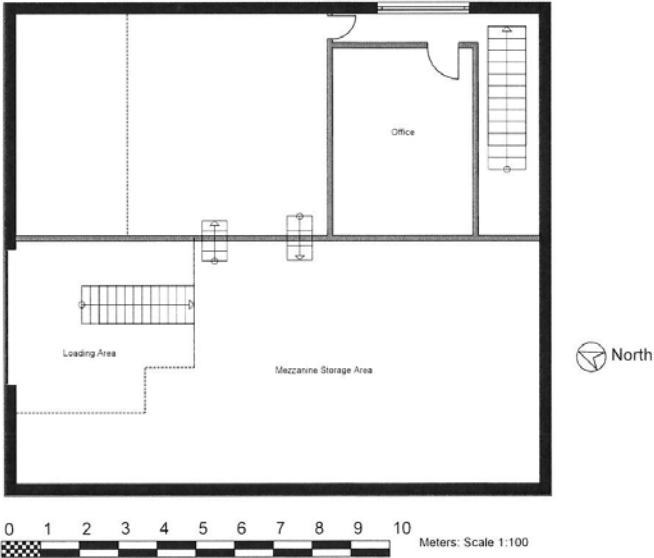 Office
Loading Area
Mezzanine Storage Area
North
0 1 2 3 4 5 6 7 8 9 10
Meters: Scale 1:100